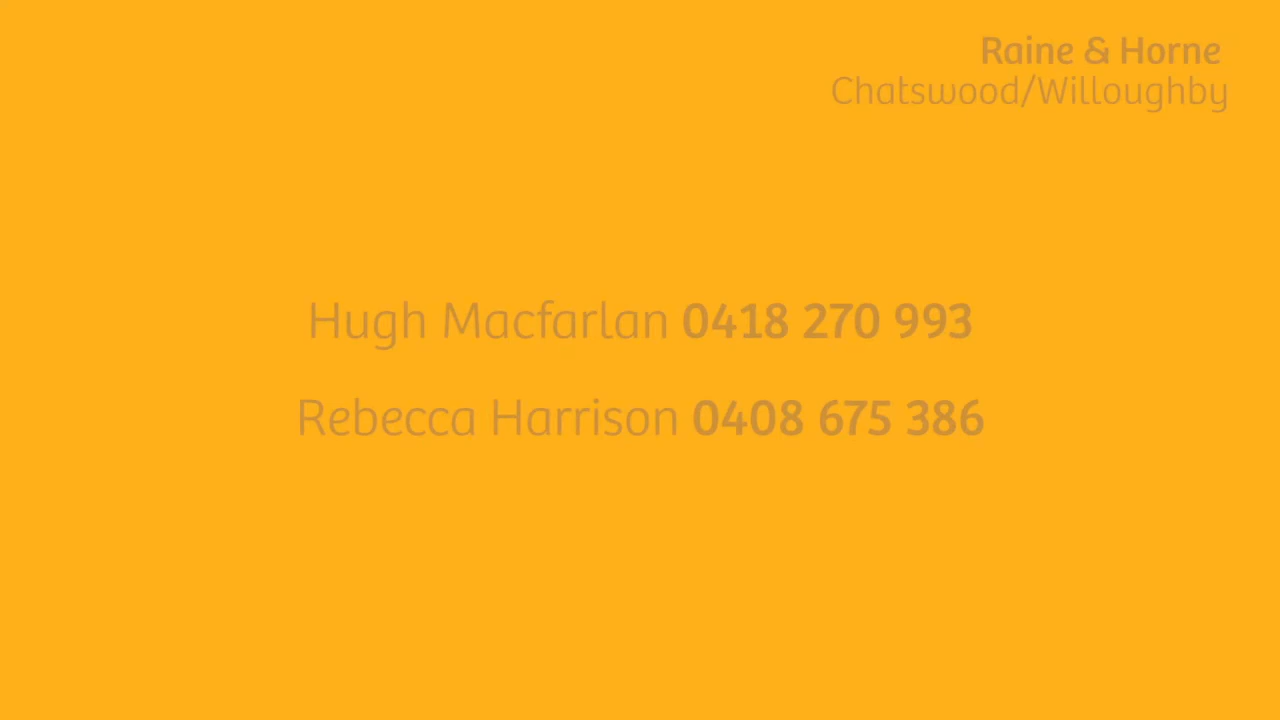 Raine & Horne
Chatswood/Willoughby
Hugh Macfarlan 0418 270 993
Rebecca Harrison 0408 675 386